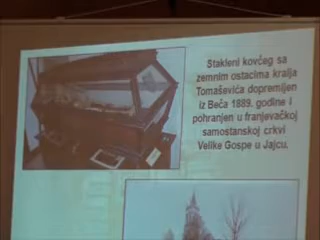 Stakleni kovčeg sa
zemnim ostacima kralja
Tomaševića dopremljen
iz Beča 1889. godine i
pohranjen u franjevačkoj
samostanskoj crkvi
Velike Gospe u Jajcu.